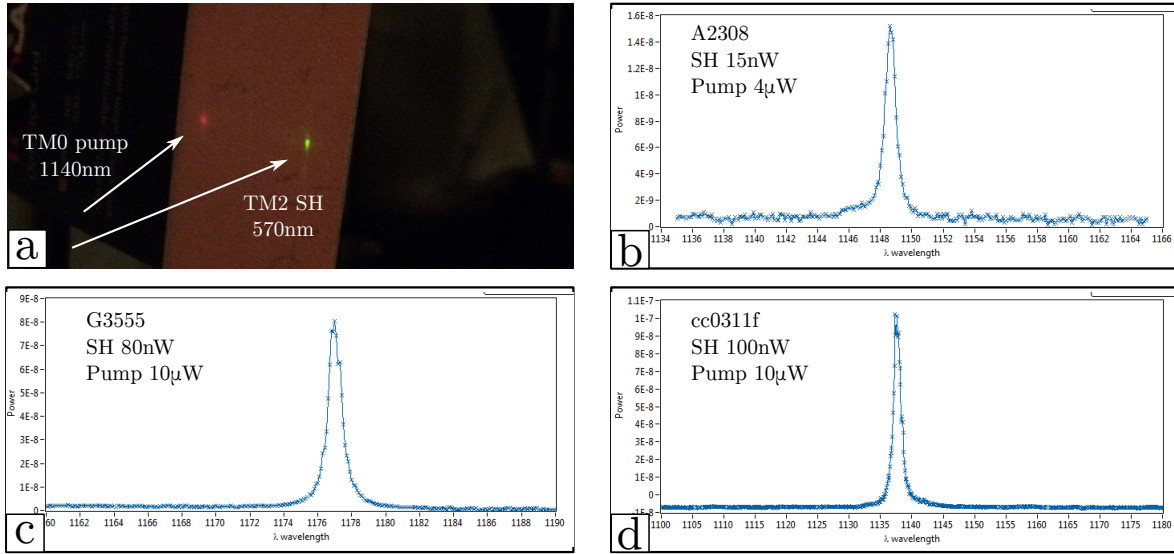 TM0 pump
1140nm
TM2 SH
570nm
a
1.6E-8
1.4E-8
1.2E-8
1E-8
8E-9
6E-9
4E-9
2E-9
0
Power
A2308
SH 15nW
Pump 4μW
1134 1136 1138 1140 1142 1144 1146 1148 1150 1152 1154 1156 1158 1160 1162 1164 1166
λ wavelength
b
9E-8
8E-8
7E-8
6E-8
5E-8
4E-8
3E-8
2E-8
1E-8
0
Power
G3555
SH 80nW
Pump 10μW
60 1162 1164 1166 1168 1170 1172 1174 1176 1178 1180 1182 1184 1186 1188 1190
λ wavelength
c
1.1E-7
1E-7
9E-8
8E-8
7E-8
6E-8
5E-8
4E-8
3E-8
2E-8
1E-8
0
-1E-8
Power
cc0311f
SH 100nW
Pump 10μW
1100 1105 1110 1115 1120 1125 1130 1135 1140 1145 1150 1155 1160 1165 1170 1175 1180
λ wavelength
d